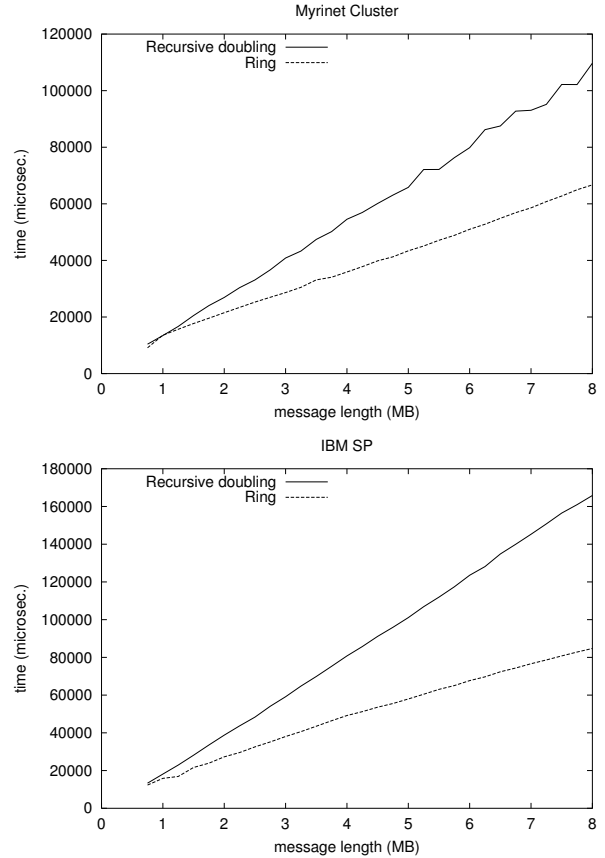 Myrinet Cluster
120000
100000
80000
60000
40000
20000
0
time (microsec.)
Recursive doubling
Ring
0 1 2 3 4 5 6 7 8
message length (MB)
IBM SP
180000
160000
140000
120000
100000
80000
60000
40000
20000
0
time (microsec.)
Recursive doubling
Ring
0 1 2 3 4 5 6 7 8
message length (MB)